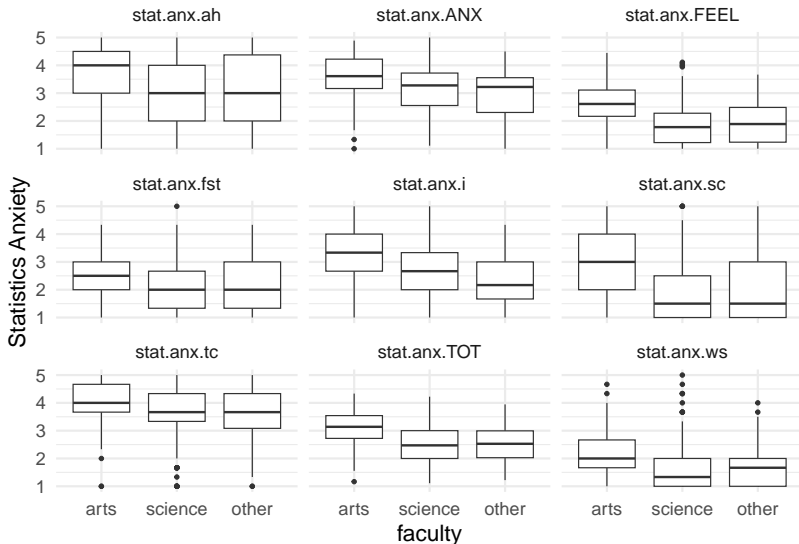 stat.anx.ah stat.anx.ANX stat.anx.FEEL
5
4
3
2
1
stat.anx.fst stat.anx.i stat.anx.sc
5
4
3
2
1
stat.anx.tc stat.anx.TOT stat.anx.ws
5
4
3
2
1
Statistics Anxiety
arts science other arts science other arts science other
faculty